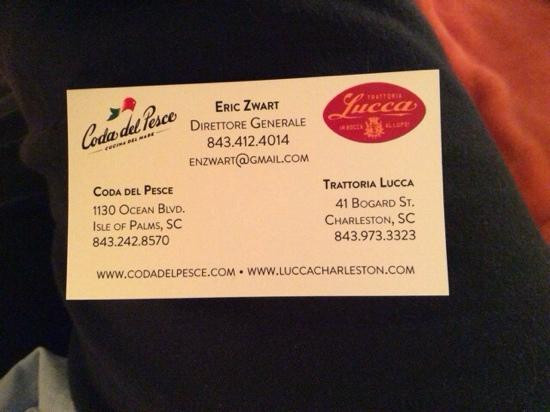 Coda del Pesce
CUCINA DEL MARE
ERIC ZWART
DIRETTORE GENERALE
843.412.4014
ENZWART@GMAIL.COM
TRATTORIA
Lucca
IN BOCCA AL LUPO!
CODA DEL PESCE
1130 OCEAN BLVD.
ISLE OF PALMS, SC
843.242.8570
TRATTORIA LUCCA
41 BOGARD ST.
CHARLESTON, SC
843.973.3323
WWW.CODADELPESCE.COM • WWW.LUCCACHARLESTON.COM